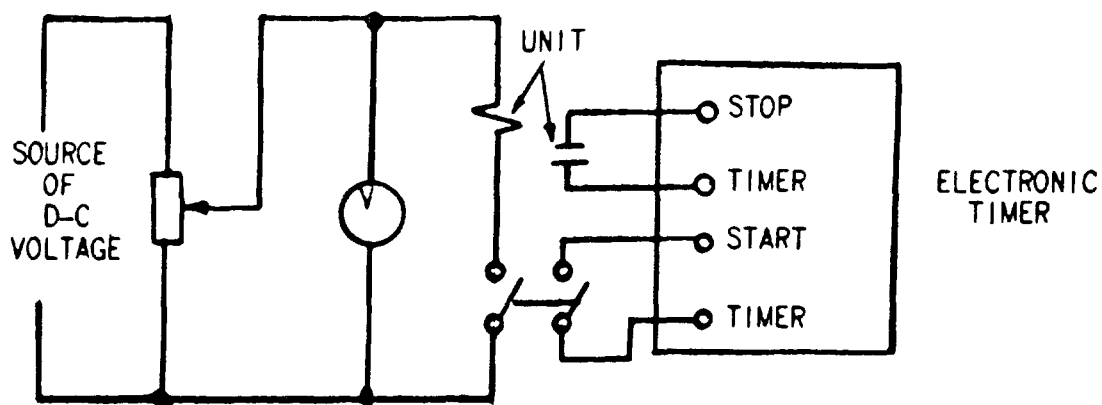 UNIT
STOP
SOURCE
OF
D-C
VOLTAGE
TIMER
ELECTRONIC
TIMER
START
TIMER
V